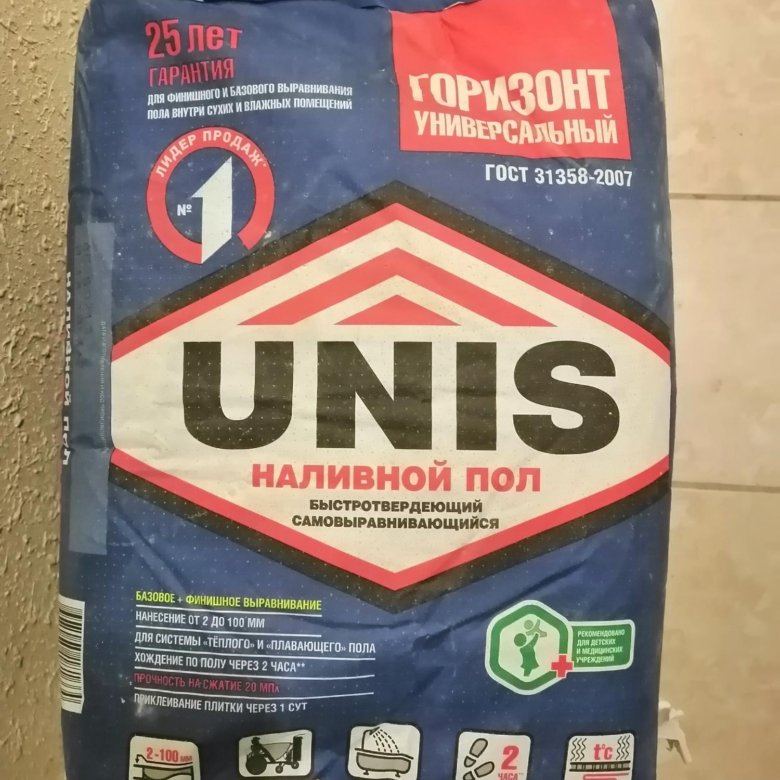 25 лет
ГАРАНТИЯ
ДЛЯ ФИНИШНОГО И БАЗОВОГО ВЫРАВНИВАНИЯ
ПОЛА ВНУТРИ СУХИХ И ВЛАЖНЫХ ПОМЕЩЕНИЙ
ГОРИЗОНТ
УНИВЕРСАЛЬНЫЙ
ГОСТ 31358-2007
ЛИДЕР ПРОДАЖ*
№1
UNIS
НАЛИВНОЙ ПОЛ
БЫСТРОТВЕРДЕЮЩИЙ
САМОВЫРАВНИВАЮЩИЙСЯ
НАЛИВНОЙ ПОЛ
БАЗОВОЕ + ФИНИШНОЕ ВЫРАВНИВАНИЕ
НАНЕСЕНИЕ ОТ 2 ДО 100 ММ
ДЛЯ СИСТЕМЫ «ТЁПЛОГО» И «ПЛАВАЮЩЕГО» ПОЛА
ХОЖДЕНИЕ ПО ПОЛУ ЧЕРЕЗ 2 ЧАСА**
ПРОЧНОСТЬ НА СЖАТИЕ 20 МПа
ПРИКЛЕИВАНИЕ ПЛИТКИ ЧЕРЕЗ 1 СУТ
РЕКОМЕНДОВАНО
ДЛЯ ДЕТСКИХ
И МЕДИЦИНСКИХ
УЧРЕЖДЕНИЙ
2-100 ММ
2
ЧАСА**
t°C